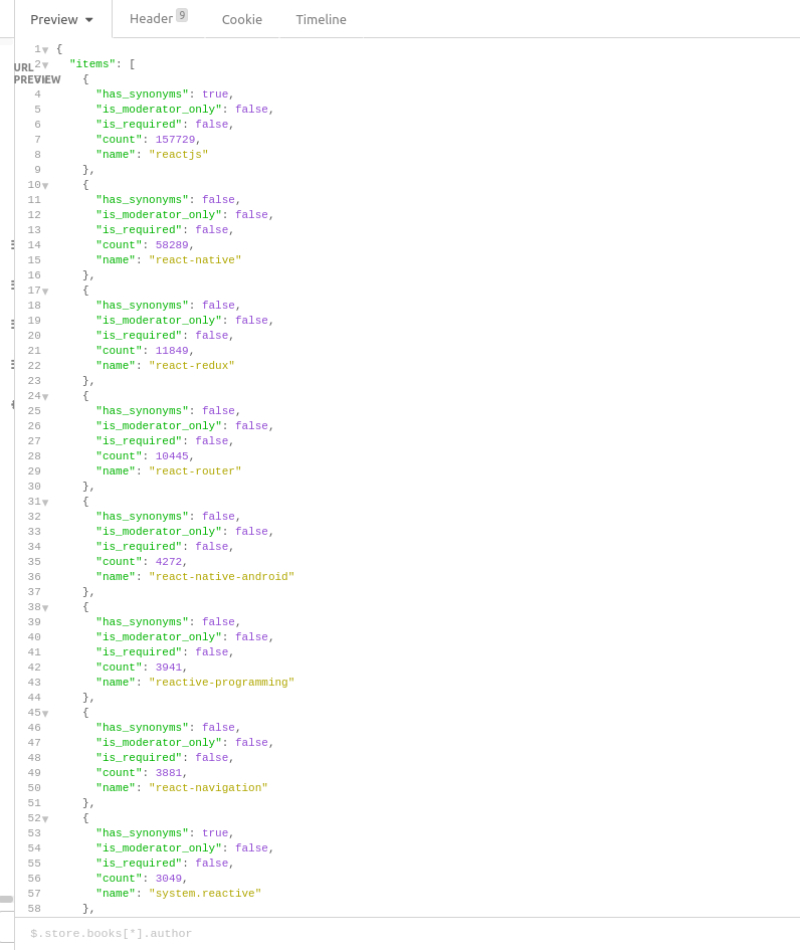 Preview ▼ Header 9 Cookie Timeline
URL PREVIEW
1 {
2 "items": [
{
4 "has_synonyms": true,
5 "is_moderator_only": false,
6 "is_required": false,
7 "count": 157729,
8 "name": "reactjs"
9 },
10 {
11 "has_synonyms": false,
12 "is_moderator_only": false,
13 "is_required": false,
14 "count": 58289,
15 "name": "react-native"
16 },
17 {
18 "has_synonyms": false,
19 "is_moderator_only": false,
20 "is_required": false,
21 "count": 11849,
22 "name": "react-redux"
23 },
24 {
25 "has_synonyms": false,
26 "is_moderator_only": false,
27 "is_required": false,
28 "count": 10445,
29 "name": "react-router"
30 },
31 {
32 "has_synonyms": false,
33 "is_moderator_only": false,
34 "is_required": false,
35 "count": 4272,
36 "name": "react-native-android"
37 },
38 {
39 "has_synonyms": false,
40 "is_moderator_only": false,
41 "is_required": false,
42 "count": 3941,
43 "name": "reactive-programming"
44 },
45 {
46 "has_synonyms": false,
47 "is_moderator_only": false,
48 "is_required": false,
49 "count": 3881,
50 "name": "react-navigation"
51 },
52 {
53 "has_synonyms": true,
54 "is_moderator_only": false,
55 "is_required": false,
56 "count": 3049,
57 "name": "system.reactive"
58 },
$.store.books[*].author